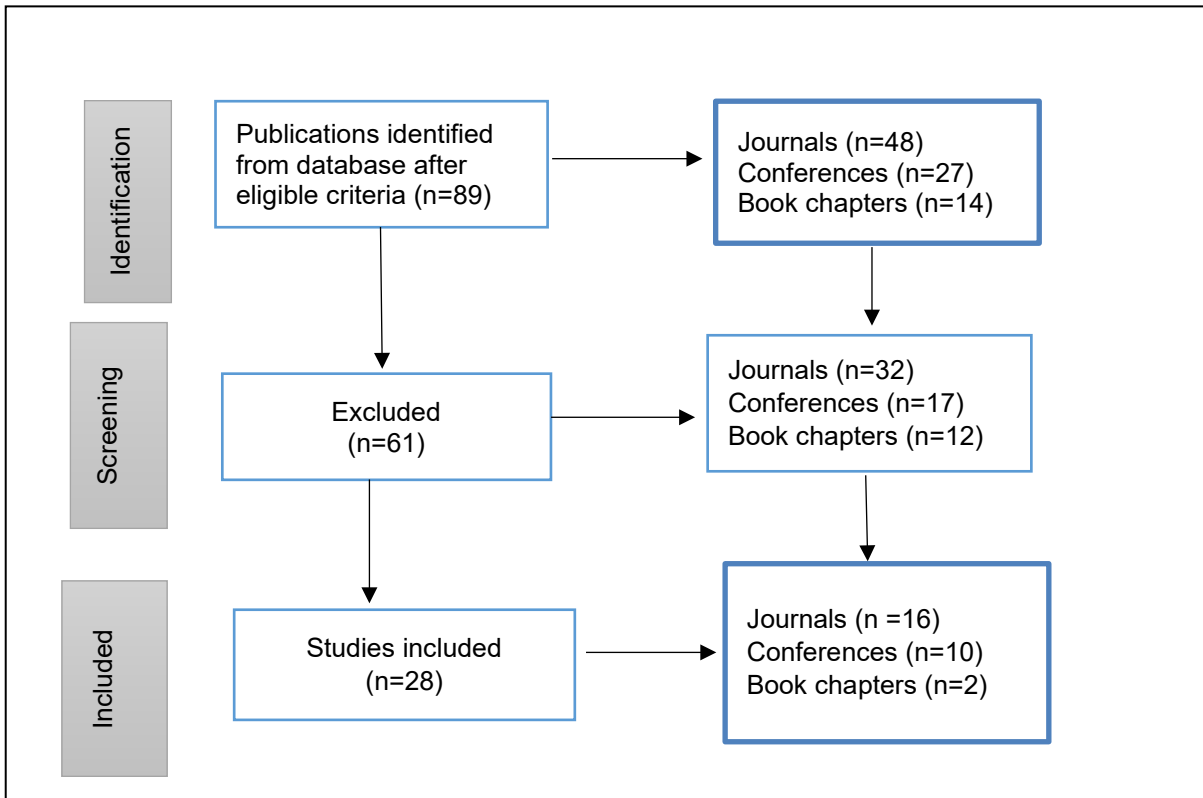 Identification
Publications identified
from database after
eligible criteria (n=89)
Journals (n=48)
Conferences (n=27)
Book chapters (n=14)
Screening
Excluded
(n=61)
Journals (n=32)
Conferences (n=17)
Book chapters (n=12)
Included
Studies included
(n=28)
Journals (n =16)
Conferences (n=10)
Book chapters (n=2)